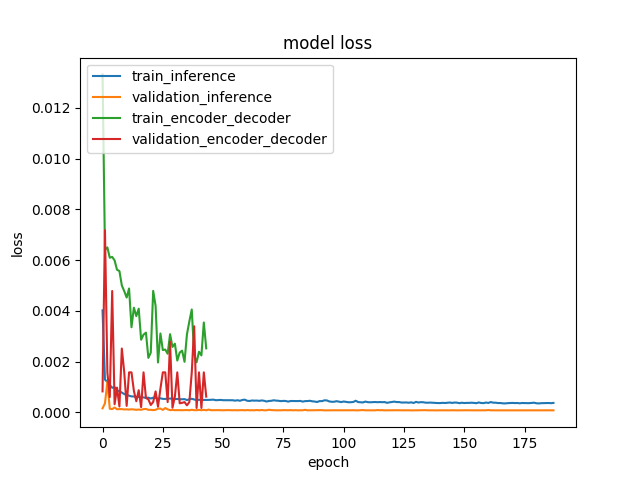 model loss
train_inference
validation_inference
train_encoder_decoder
validation_encoder_decoder
loss
0.012
0.010
0.008
0.006
0.004
0.002
0.000
0 25 50 75 100 125 150 175
epoch